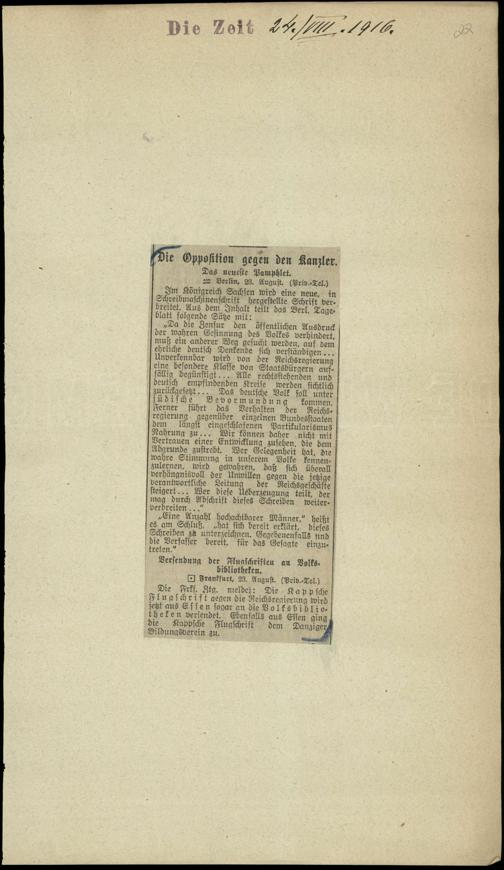 Die Zeit 24./VIII.1916.
22
Die Opposition gegen den Kanzler.
Das neueste Pamphlet.
Berlin, 23. August. (Priv.-Tel.)
Im Königreich Sachsen wird eine neue, in
Schreibmaschinenschrift hergestellte Schrift ver-
breitet. Aus dem Inhalt teilt das Berl. Tage-
blatt folgende Sätze mit:
„Da die Zensur den öffentlichen Ausdruck
der wahren Gesinnung des Volkes verhindert,
muß ein anderer Weg gesucht werden, auf dem
ehrliche deutsch Denkende sich verständigen...
Unverkennbar wird von der Reichsregierung
eine besondere Klasse von Staatsbürgern auf-
fällig begünstigt... Alle rechtsstehenden und
deutsch empfindenden Kreise werden sichtlich
zurückgesetzt... Das deutsche Volk soll unter
jüdische Bevormundung kommen.
Ferner führt das Verhalten der Reichs-
regierung gegenüber einzelnen Bundesstaaten
dem längst eingeschlafenen Partikularismus
Nahrung zu... Wir können daher nicht mit
Vertrauen einer Entwicklung zusehen, die dem
Abgrunde zustrebt. Wer Gelegenheit hat, die
wahre Stimmung in unserem Volke kennen-
zulernen, wird gewahren, daß sich überall
verhängnisvoll der Unwillen gegen die jetzige
verantwortliche Leitung der Reichsgeschäfte
steigert... Wer diese Ueberzeugung teilt, der
mag durch Abschrift dieses Schreiben weiter-
verbreiten..."
„Eine Anzahl hochachtbarer Männer," heißt
es am Schluß, „hat sich bereit erklärt, dieses
Schreiben zu unterzeichnen. Gegebenenfalls sind
die Verfasser bereit, für das Gesagte einzu-
treten."
Versendung der Flugschriften an Volks-
bibliotheken.
Frankfurt, 23. August. (Priv.-Tel.)
Die Frkf. Ztg. meldet: Die Kappsche
Flugschrift gegen die Reichsregierung wird
jetzt aus Essen sogar an die Volksbiblio-
theken versendet. Ebenfalls aus Essen ging
die Kappsche Flugschrift dem Danziger
Bildungsverein zu.